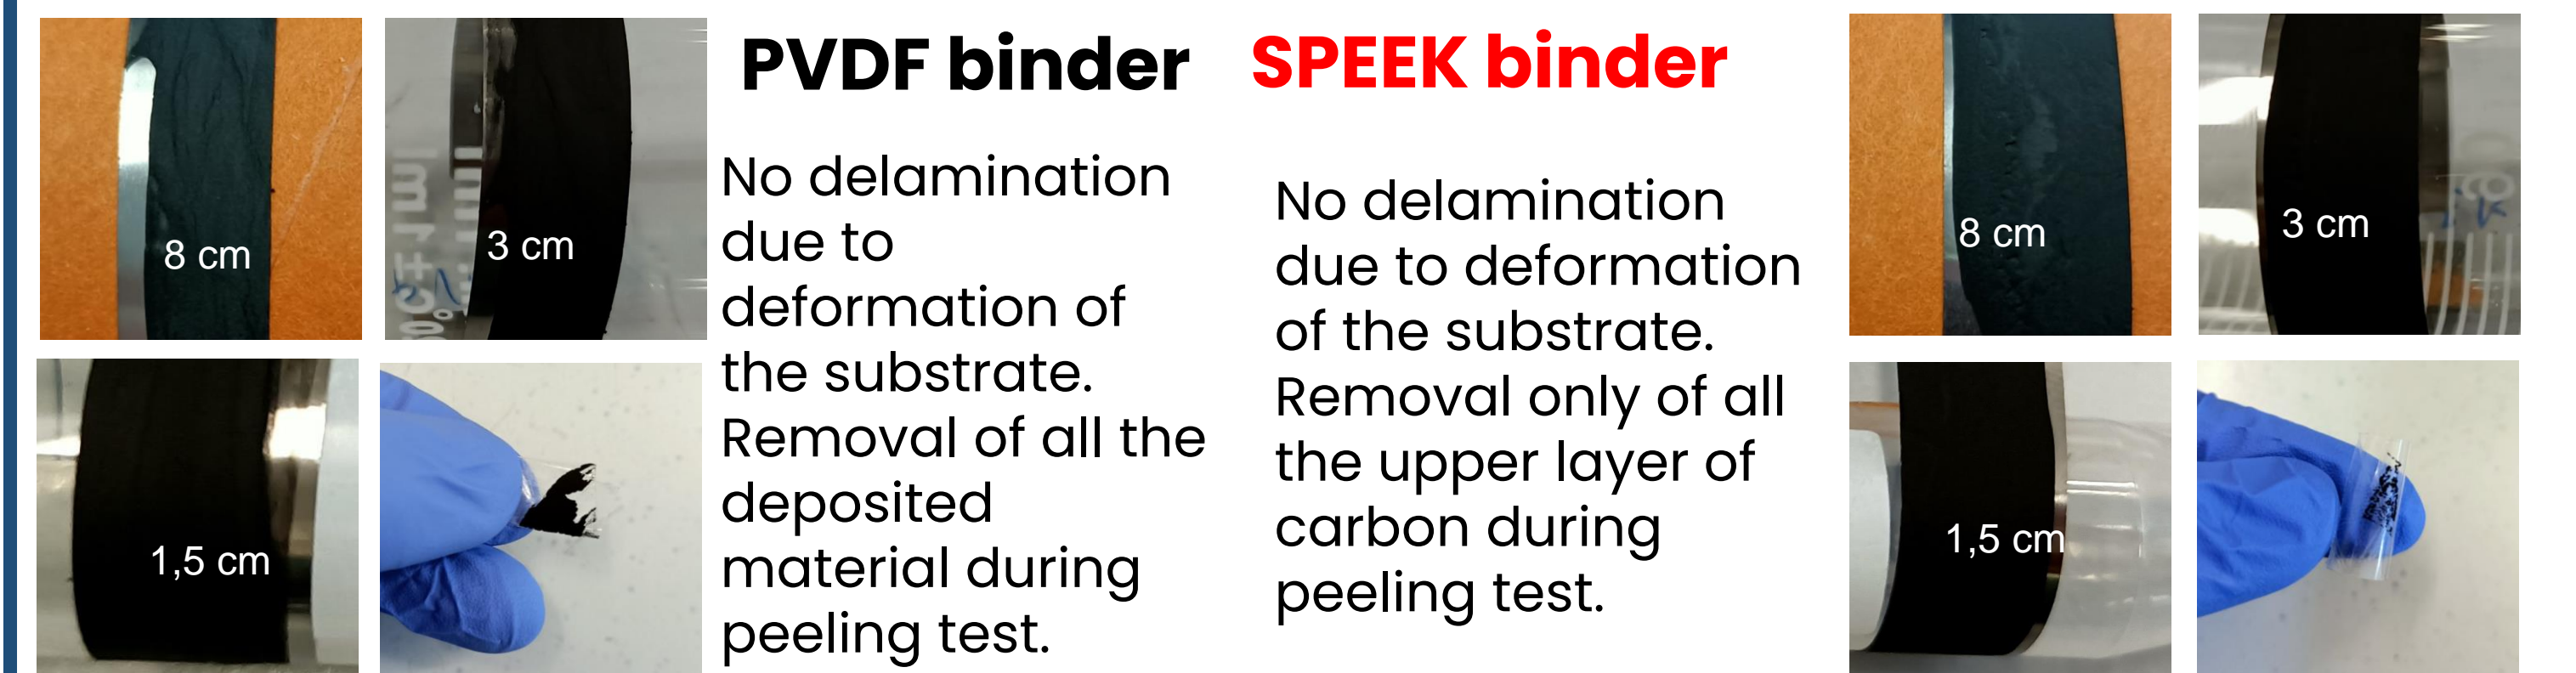 8 cm
3 cm
1,5 cm
PVDF binder
No delamination
due to
deformation of
the substrate.
Removal of all the
deposited
material during
peeling test.
SPEEK binder
No delamination
due to deformation
of the substrate.
Removal only of all
the upper layer of
carbon during
peeling test.
8 cm
3 cm
1,5 cm